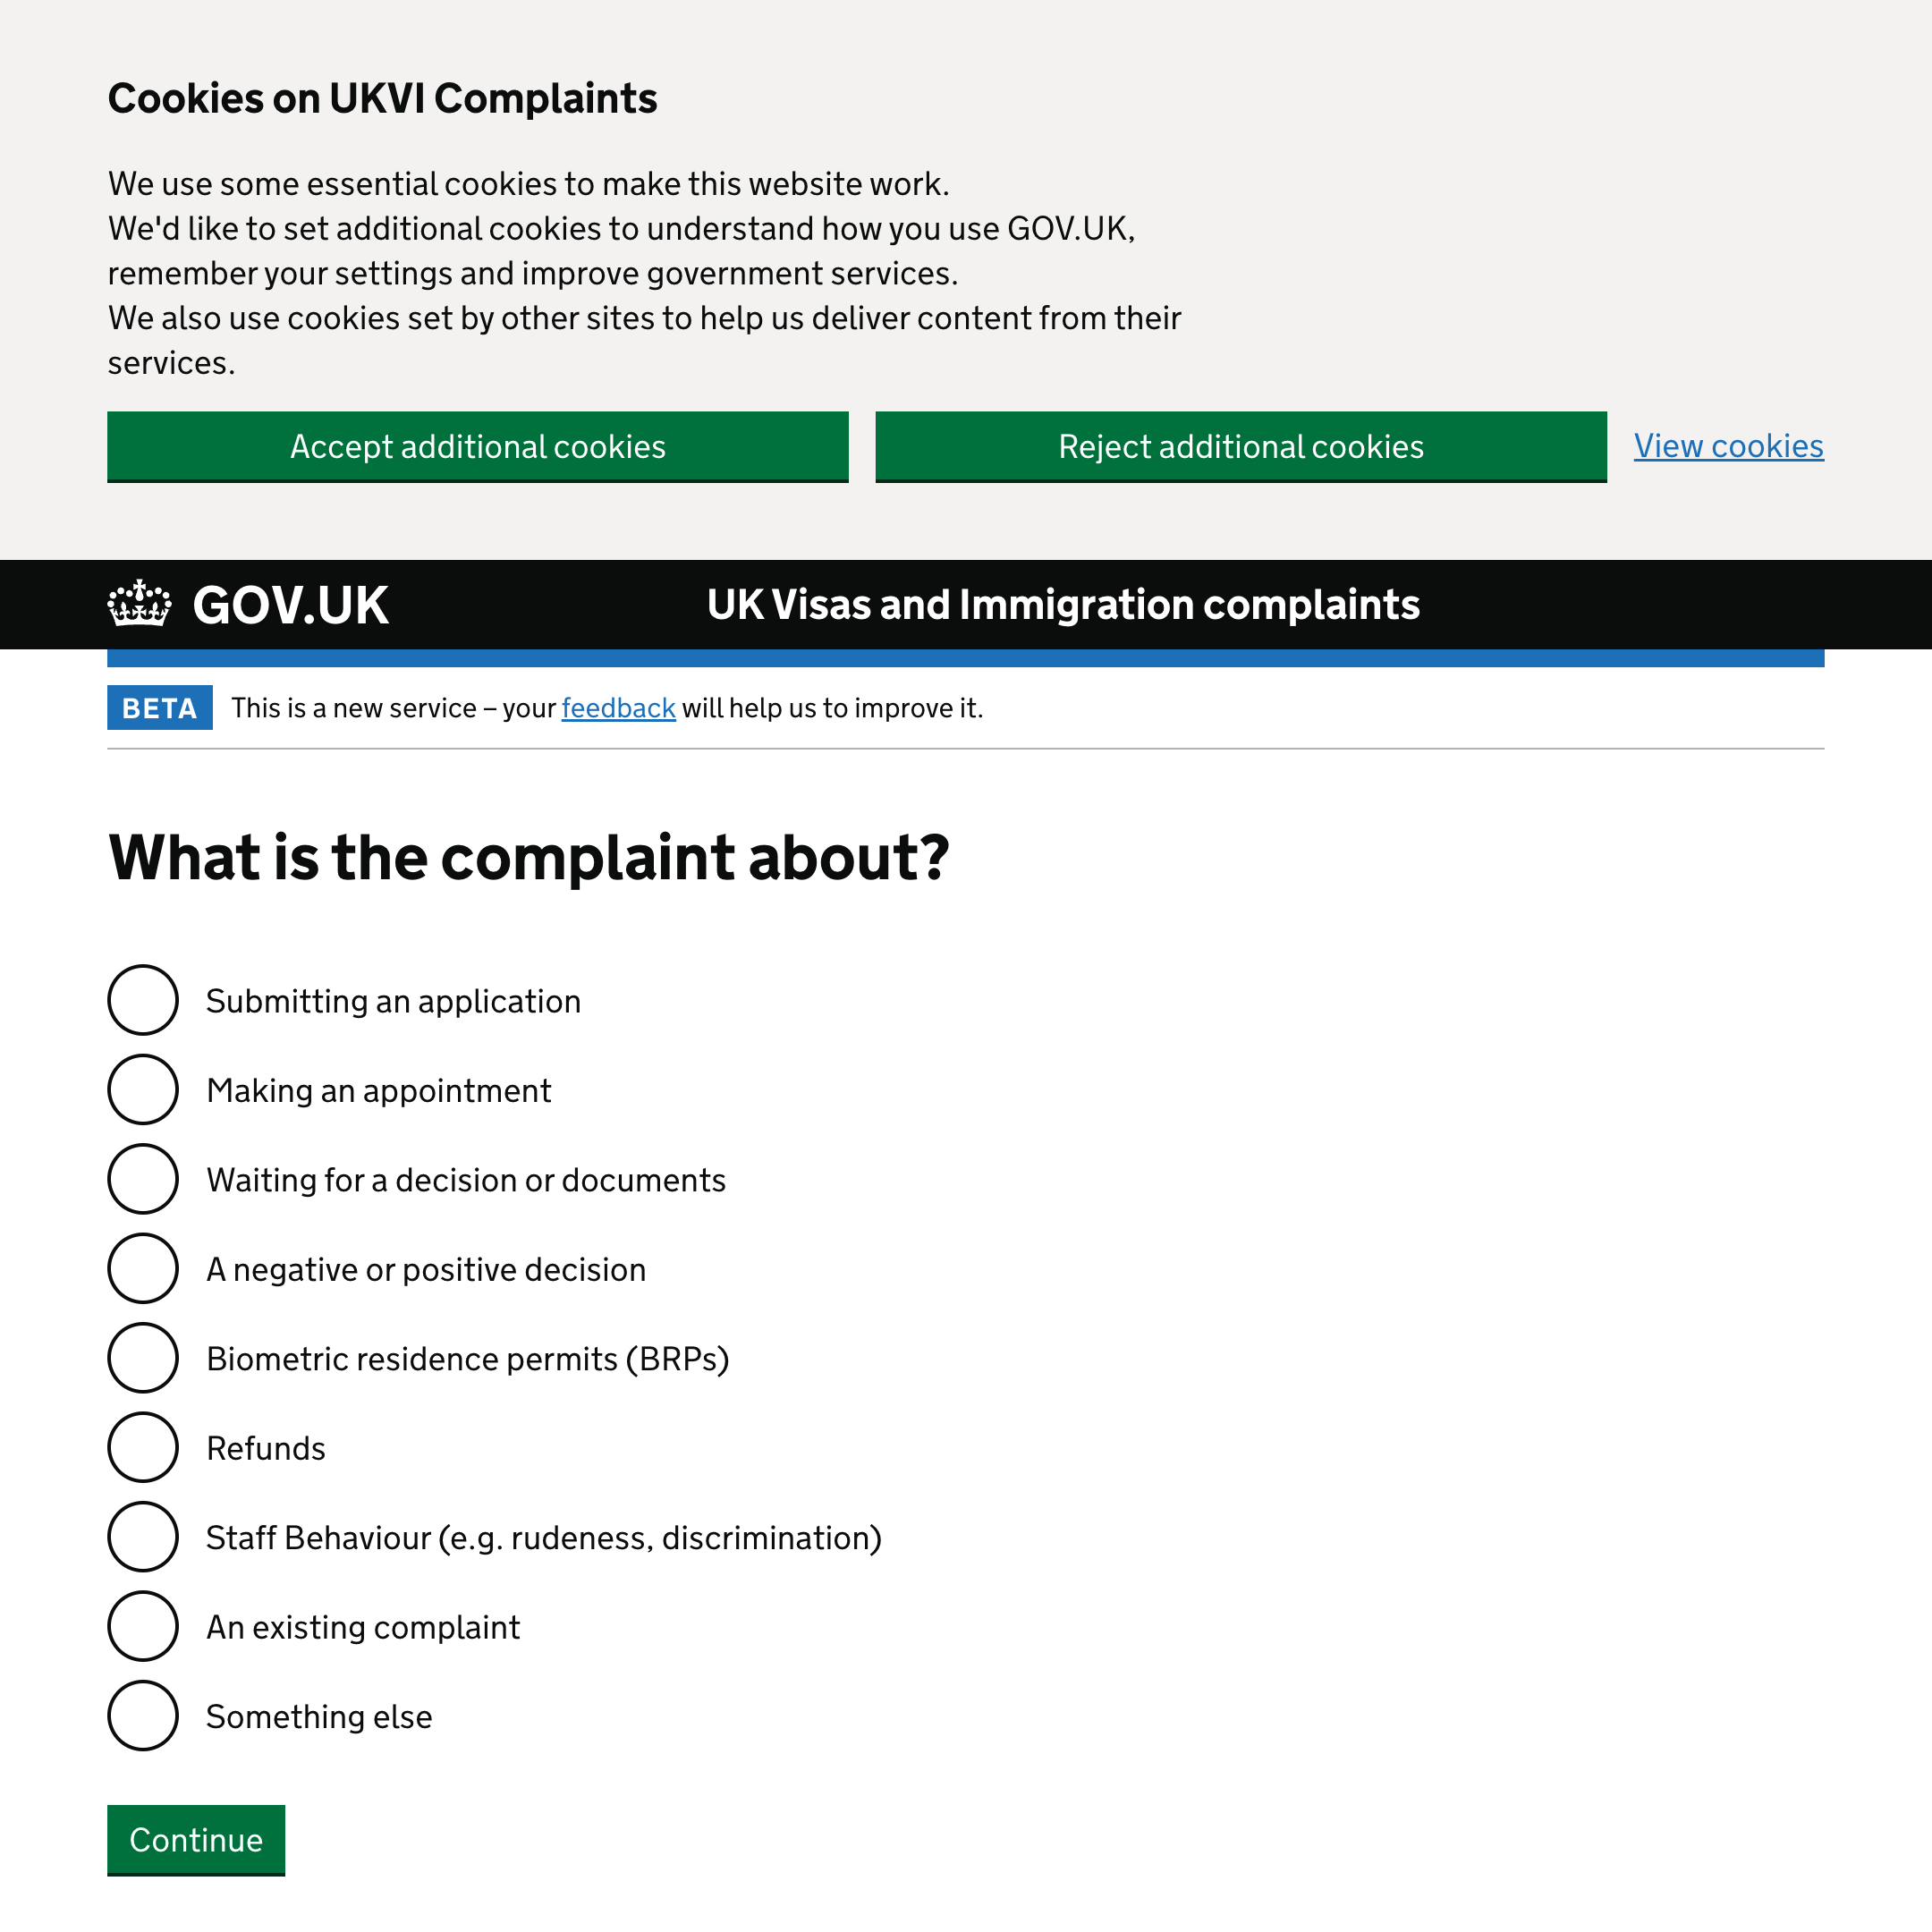 Cookies on UKVI Complaints
We use some essential cookies to make this website work.
We'd like to set additional cookies to understand how you use GOV.UK,
remember your settings and improve government services.
We also use cookies set by other sites to help us deliver content from their
services.
Accept additional cookies
Reject additional cookies
View cookies
GOV.UK
UK Visas and Immigration complaints
BETA
This is a new service – your feedback will help us to improve it.
What is the complaint about?
Submitting an application
Making an appointment
Waiting for a decision or documents
A negative or positive decision
Biometric residence permits (BRPs)
Refunds
Staff Behaviour (e.g. rudeness, discrimination)
An existing complaint
Something else
Continue